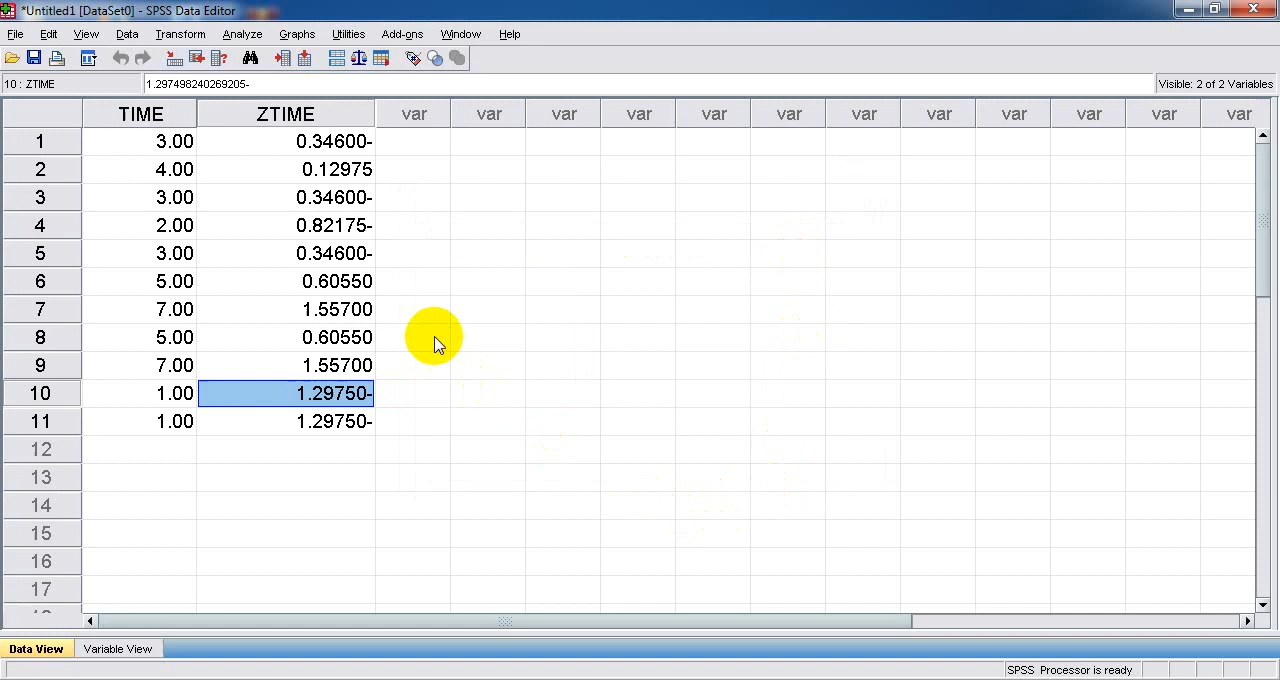 *Untitled1 [DataSet0] - SPSS Data Editor
File Edit View Data Transform Analyze Graphs Utilities Add-ons Window Help
10 : ZTIME 1.297498240269205- Visible: 2 of 2 Variables
TIME ZTIME var var var var var var var var var var var var
1 3.00 0.34600-
2 4.00 0.12975
3 3.00 0.34600-
4 2.00 0.82175-
5 3.00 0.34600-
6 5.00 0.60550
7 7.00 1.55700
8 5.00 0.60550
9 7.00 1.55700
10 1.00 1.29750-
11 1.00 1.29750-
12
13
14
15
16
17
Data View Variable View
SPSS Processor is ready